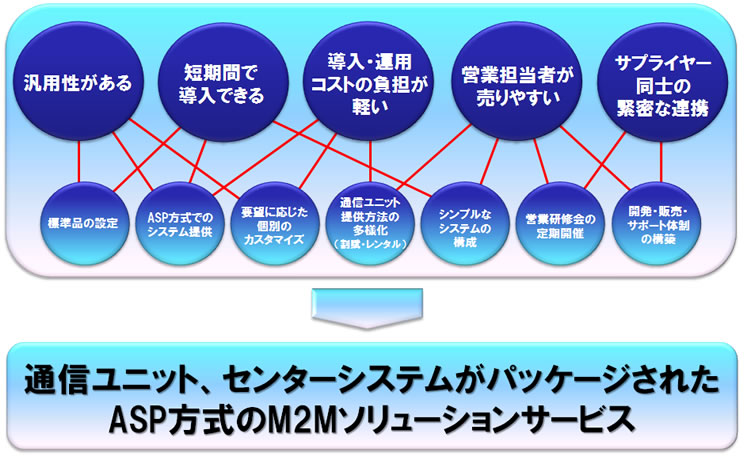 汎用性がある
短期間で
導入できる
導入・運用
コストの負担が
軽い
営業担当者が
売りやすい
サプライヤー
同士の
緊密な連携
標準品の設定
ASP方式での
システム提供
要望に応じた
個別の
カスタマイズ
通信ユニット
提供方法の
多様化
（割賦・レンタル）
シンプルな
システムの
構成
営業研修会の
定期開催
開発・販売・
サポート体制
の構築
通信ユニット、センターシステムがパッケージされた
ASP方式のM2Mソリューションサービス